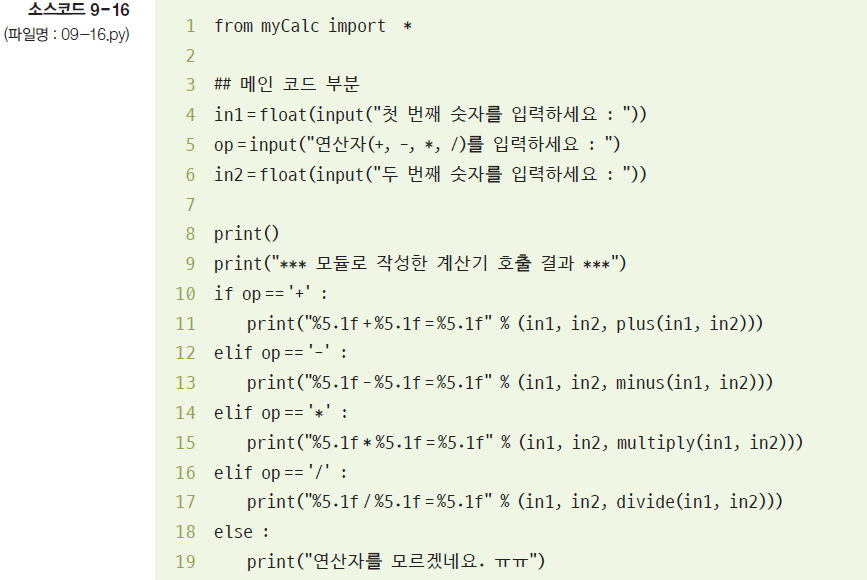 소스코드 9-16
(파일명 : 09-16.py)
1 from myCalc import *
2
3 ## 메인 코드 부분
4 in1=float(input("첫 번째 숫자를 입력하세요 : "))
5 op=input("연산자(+, -, *, /)를 입력하세요 : ")
6 in2=float(input("두 번째 숫자를 입력하세요 : "))
7
8 print()
9 print("*** 모듈로 작성한 계산기 호출 결과 ***")
10 if op=='+' :
11     print("%5.1f+%5.1f=%5.1f" % (in1, in2, plus(in1, in2)))
12 elif op=='-' :
13     print("%5.1f-%5.1f=%5.1f" % (in1, in2, minus(in1, in2)))
14 elif op=='*' :
15     print("%5.1f*%5.1f=%5.1f" % (in1, in2, multiply(in1, in2)))
16 elif op=='/' :
17     print("%5.1f/%5.1f=%5.1f" % (in1, in2, divide(in1, in2)))
18 else :
19     print("연산자를 모르겠네요. ㅠㅠ")